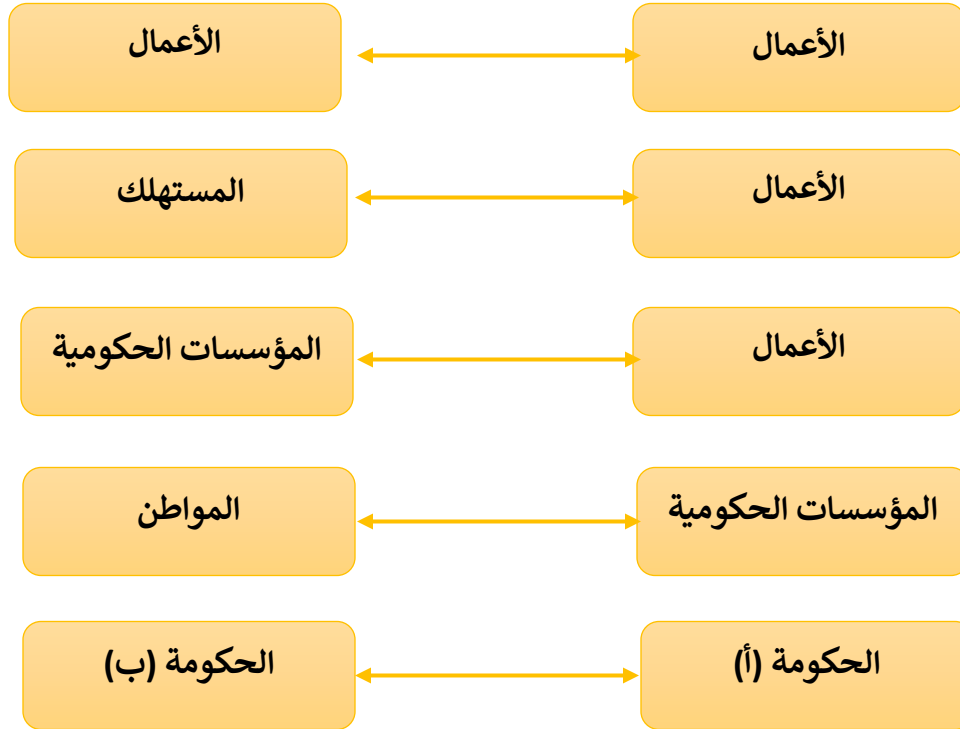 الأعمال
الأعمال
الأعمال
المستهلك
الأعمال
المؤسسات الحكومية
المؤسسات الحكومية
المواطن
الحكومة (أ)
الحكومة (ب)